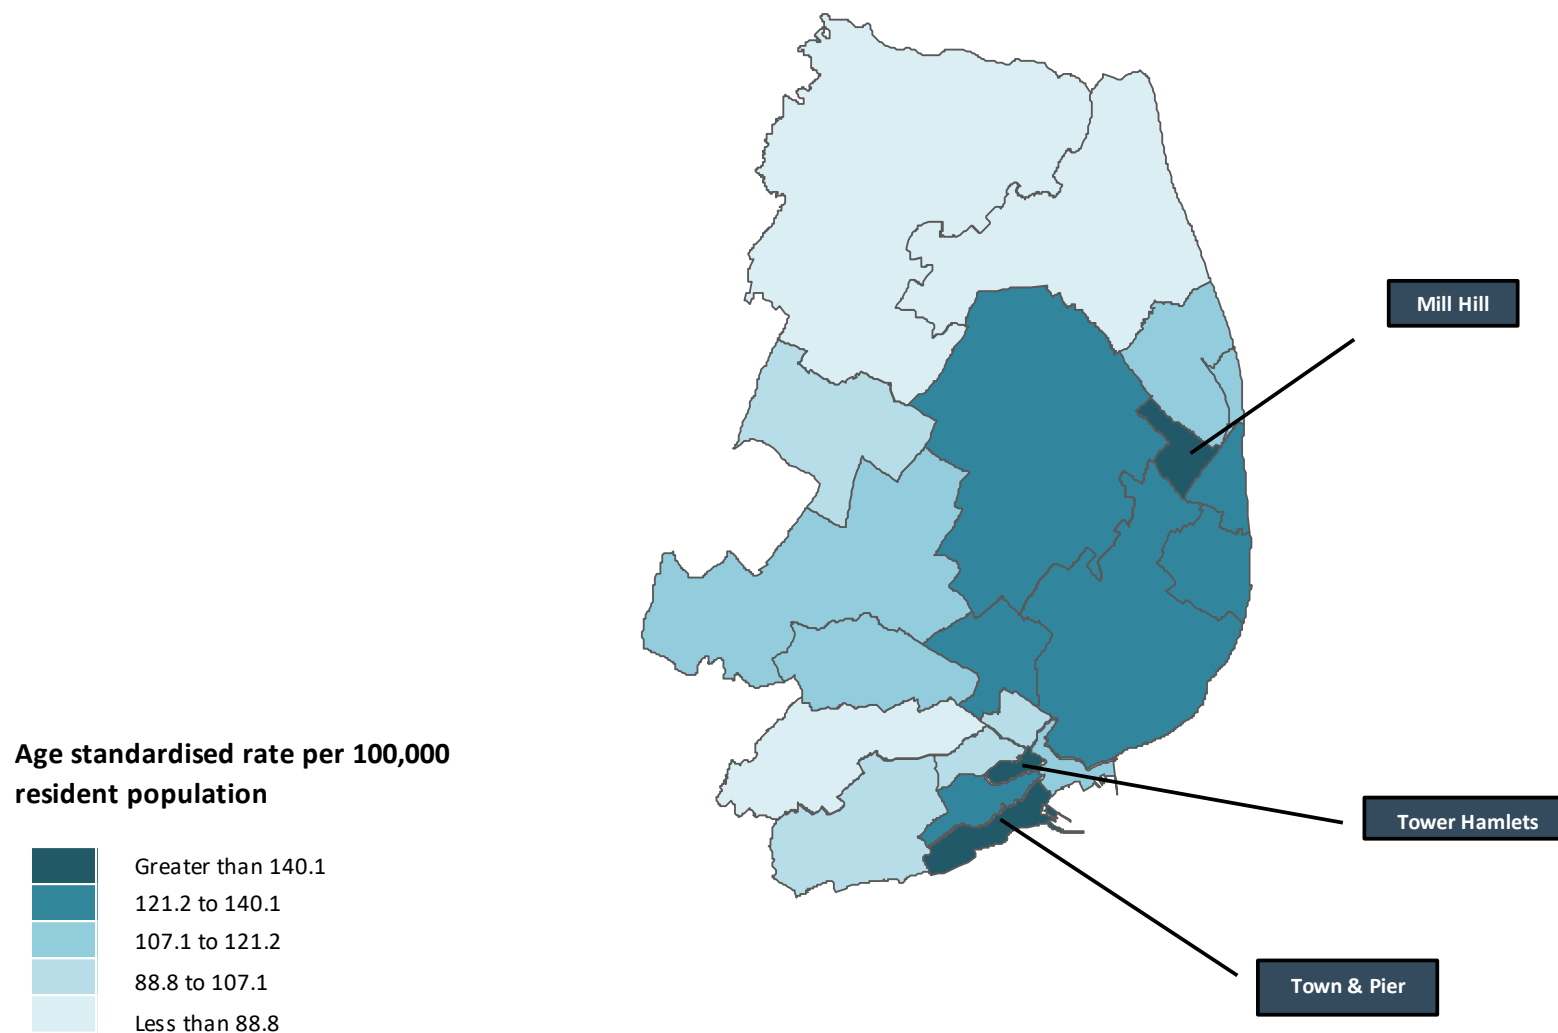 Mill Hill
Age standardised rate per 100,000
resident population
Tower Hamlets
Greater than 140.1
121.2 to 140.1
107.1 to 121.2
88.8 to 107.1
Less than 88.8
Town & Pier